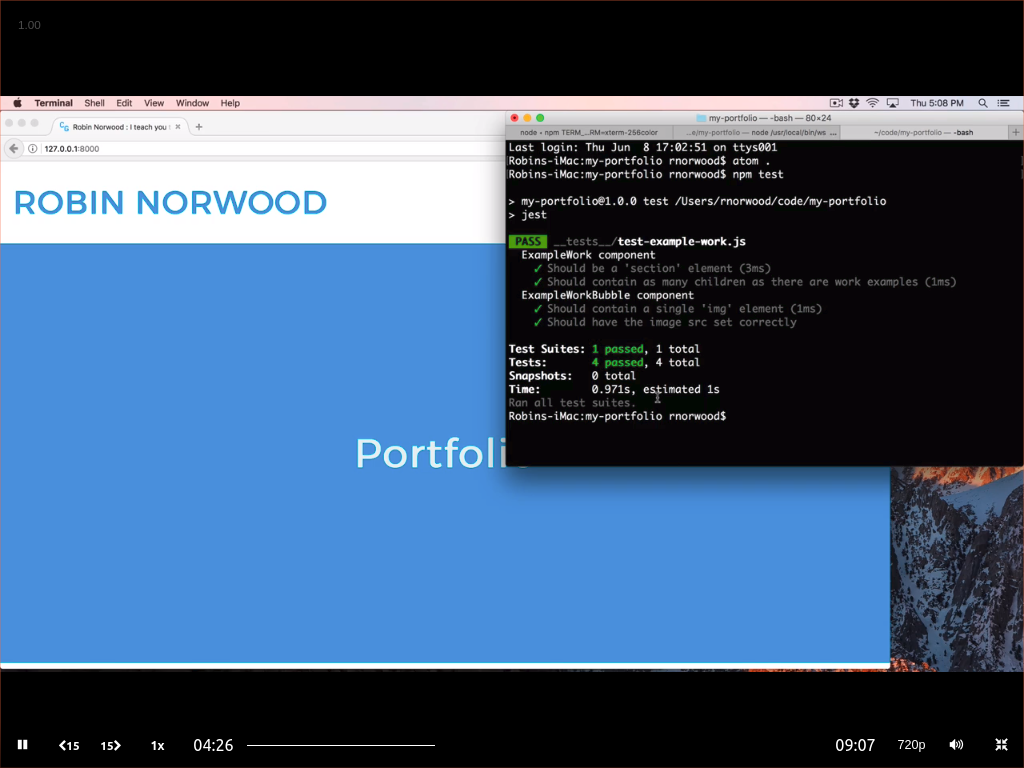 1.00
Terminal Shell Edit View Window Help
Thu 5:08 PM
Robin Norwood : I teach you
127.0.0.1:8000
my-portfolio — -bash — 80×24
node • npm TERM_...RM=xterm-256color
...e/my-portfolio — node /usr/local/bin/ws ...
~/code/my-portfolio — -bash
ROBIN NORWOOD
Last login: Thu Jun  8 17:02:51 on ttys001
Robins-iMac:my-portfolio rnorwood$ atom .
Robins-iMac:my-portfolio rnorwood$ npm test
> my-portfolio@1.0.0 test /Users/rnorwood/code/my-portfolio
> jest
PASS __tests__/test-example-work.js
ExampleWork component
✓ Should be a 'section' element (3ms)
✓ Should contain as many children as there are work examples (1ms)
ExampleWorkBubble component
✓ Should contain a single 'img' element (1ms)
✓ Should have the image src set correctly
Test Suites: 1 passed, 1 total
Tests: 4 passed, 4 total
Snapshots: 0 total
Time: 0.971s, estimated 1s
Ran all test suites.
Robins-iMac:my-portfolio rnorwood$
Portfoli
15 15 1x 04:26 09:07 720p